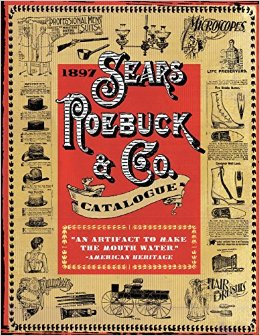 PROFESSIONAL MEN'S SUITS
MICROSCOPES
LIFE PRESERVERS
1897
SEARS
ROEBUCK
& CO.
CATALOGUE
"AN ARTIFACT TO MAKE
THE MOUTH WATER."
-AMERICAN HERITAGE
HAIR
BRUSHES